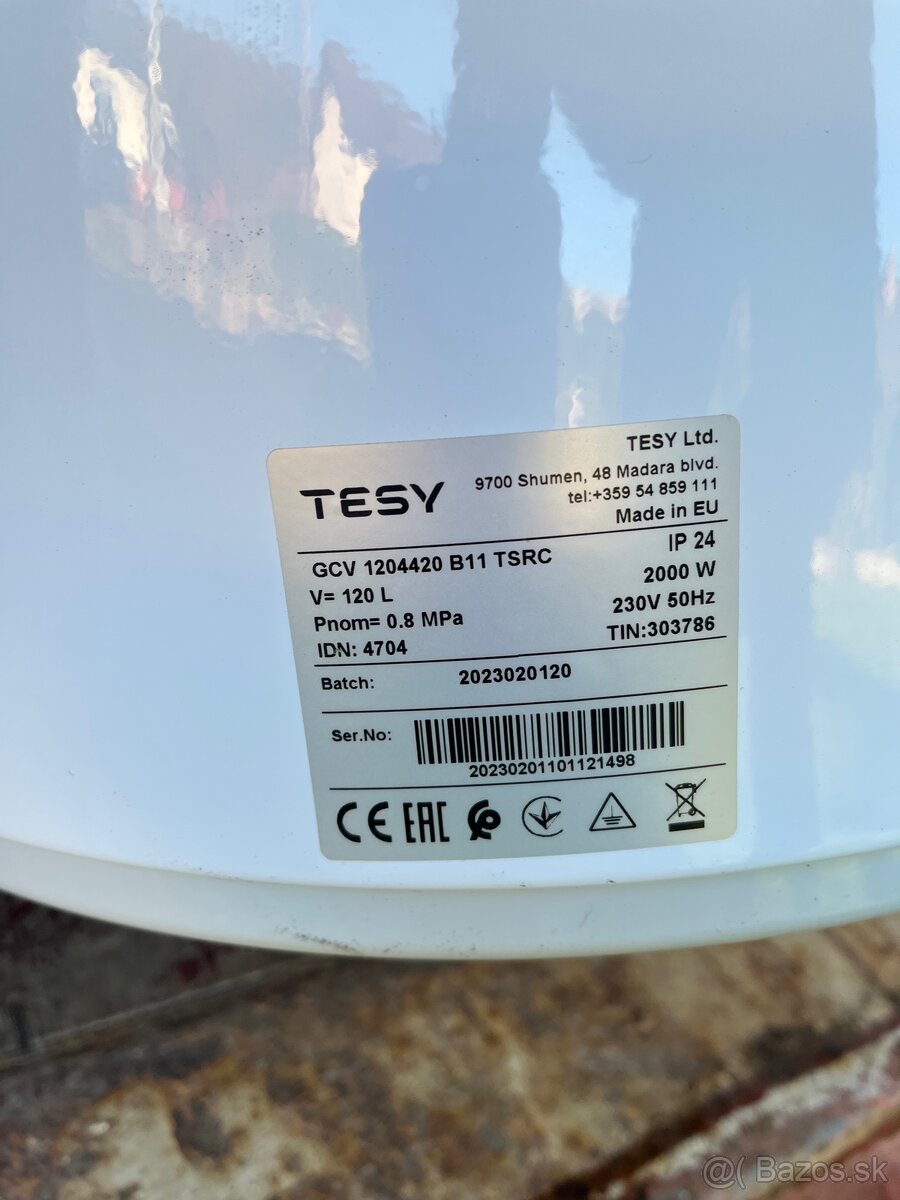 TESY
TESY Ltd.
9700 Shumen, 48 Madara blvd.
tel:+359 54 859 111
Made in EU
GCV 1204420 B11 TSRC
IP 24
V= 120 L
2000 W
Pnom= 0.8 MPa
230V 50Hz
IDN: 4704
TIN:303786
Batch: 2023020120
Ser.No:
20230201101121498
CE EAC
@( Bazos.sk